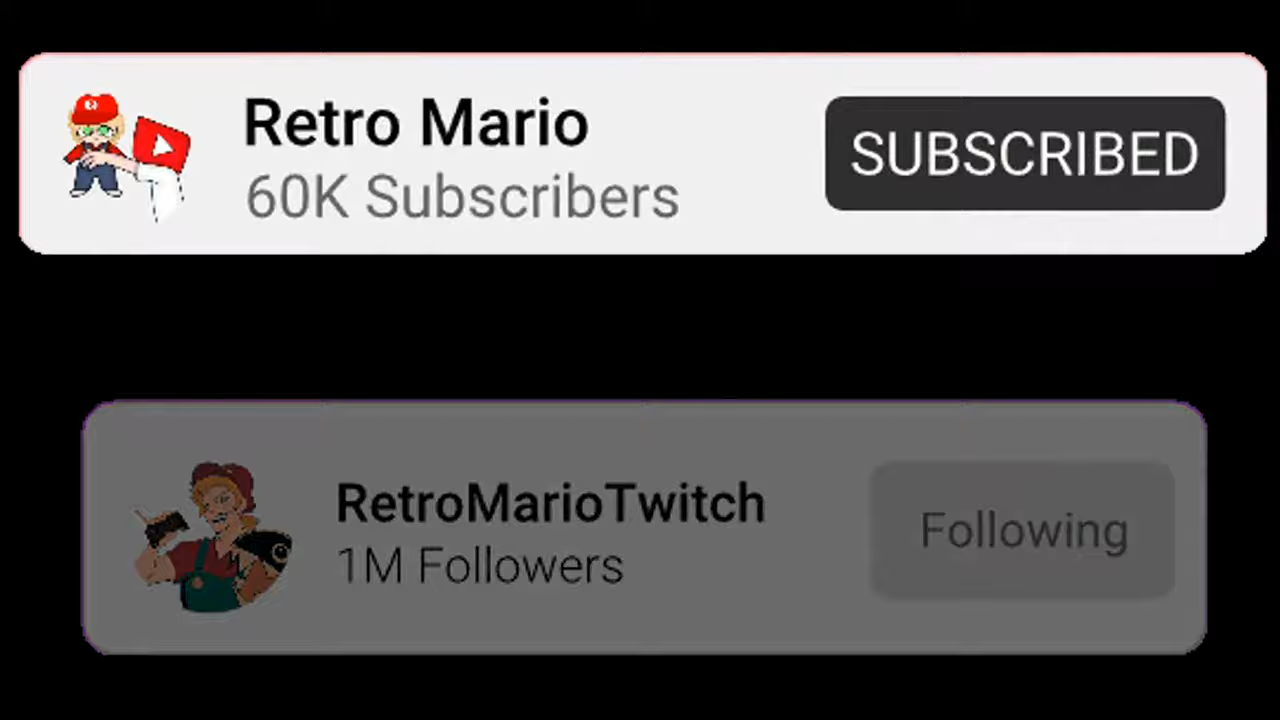 Retro Mario
60K Subscribers
SUBSCRIBED
RetroMarioTwitch
1M Followers
Following